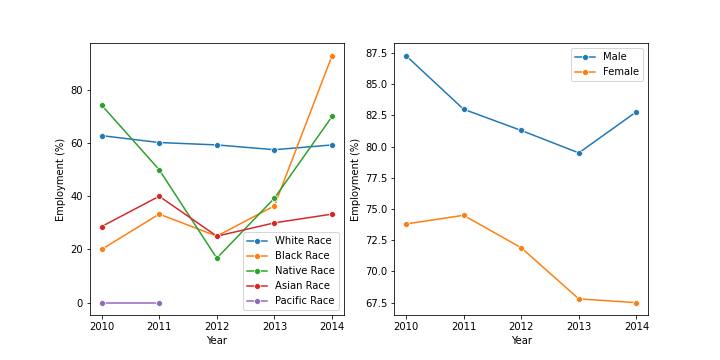 80
60
40
20
0
Employment (%)
2010 2011 2012 2013 2014
Year
White Race
Black Race
Native Race
Asian Race
Pacific Race
87.5
85.0
82.5
80.0
77.5
75.0
72.5
70.0
67.5
Employment (%)
2010 2011 2012 2013 2014
Year
Male
Female